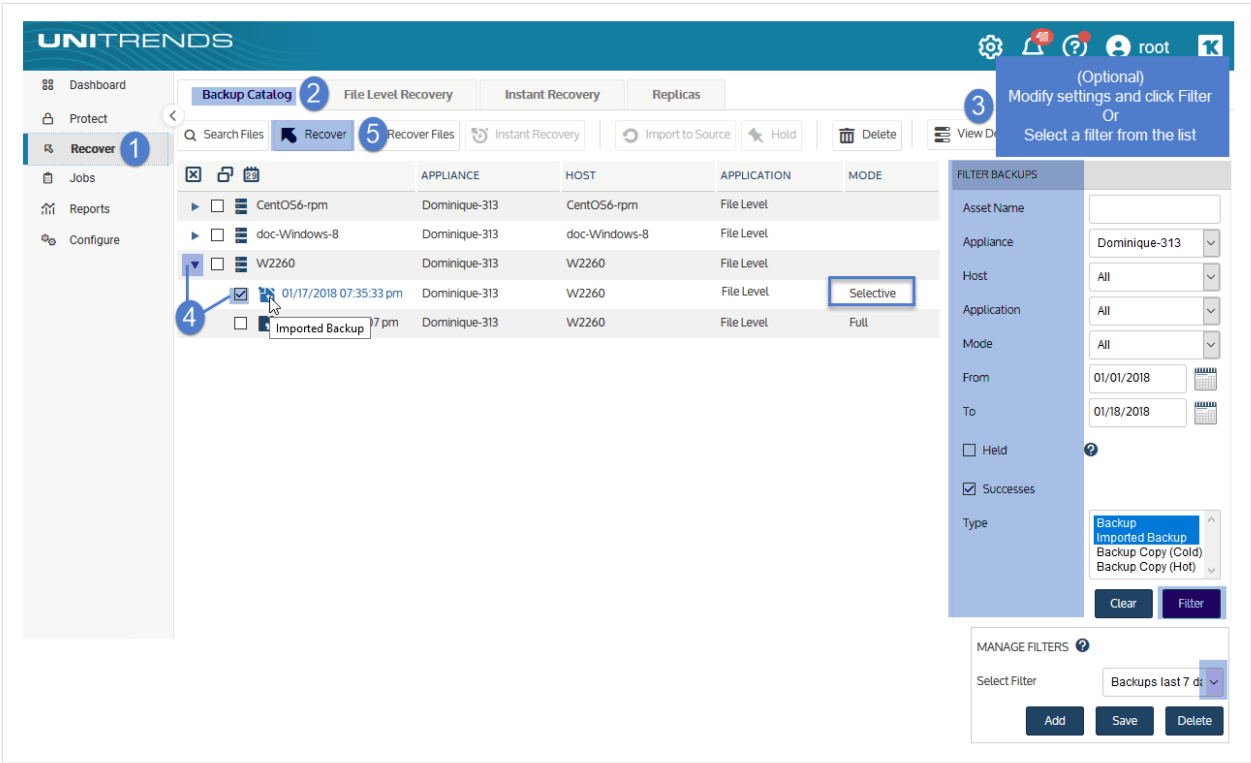 UNITRENDS
root
(Optional)
Modify settings and click Filter
Or
Select a filter from the list
3
Dashboard
Protect
Recover
1
Jobs
Reports
Configure
Backup Catalog
2
File Level Recovery
Instant Recovery
Replicas
Search Files
Recover
5
Recover Files
Instant Recovery
Import to Source
Hold
Delete
View
APPLIANCE
HOST
APPLICATION
MODE
CentOS6-rpm
Dominique-313
CentOS6-rpm
File Level
doc-Windows-8
Dominique-313
doc-Windows-8
File Level
W2260
Dominique-313
W2260
File Level
4
01/17/2018 07:35:33 pm
Dominique-313
W2260
File Level
Selective
Imported Backup
07 pm
Dominique-313
W2260
File Level
Full
FILTER BACKUPS
Asset Name
Appliance
Dominique-313
Host
All
Application
All
Mode
All
From
01/01/2018
To
01/18/2018
Held
Successes
Type
Backup
Imported Backup
Backup Copy (Cold)
Backup Copy (Hot)
Clear
Filter
MANAGE FILTERS
Select Filter
Backups last 7 da
Add
Save
Delete